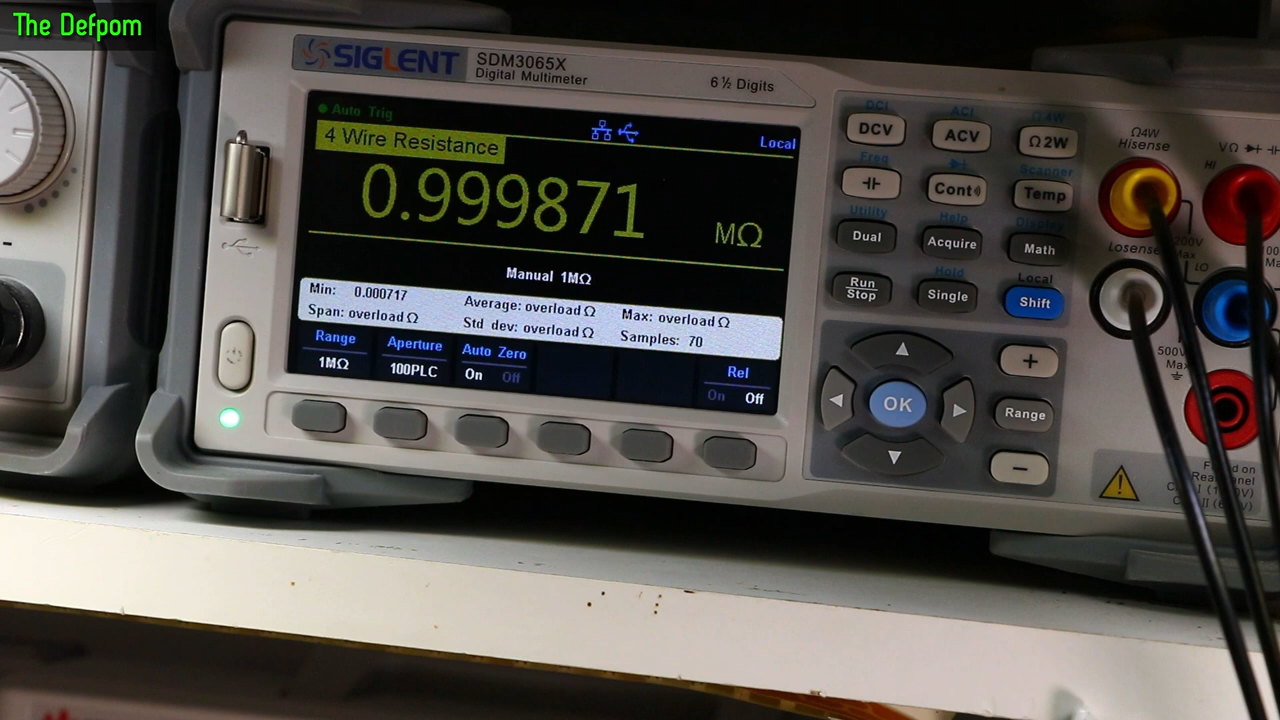 The Defpom
SIGLENT
SDM3065X
Digital Multimeter
6 ½ Digits
Auto Trig
Local
4 Wire Resistance
0.999871 MΩ
Manual 1MΩ
Min: 0.000717 Average: overload Ω Max: overload Ω
Span: overload Ω Std dev: overload Ω Samples: 70
Range Aperture Auto Zero Rel
1MΩ 100PLC On Off On Off
DCI ACI Ω 4W
DCV ACV Ω 2W
Freq Scanner
Cont Temp
Utility Help Display
Dual Acquire Math
Hold Local
Run Stop Single Shift
+
OK
Range
−
Ω4W
Hisense
VΩ
HI
Losense
200V
Max
LO
500V
Max